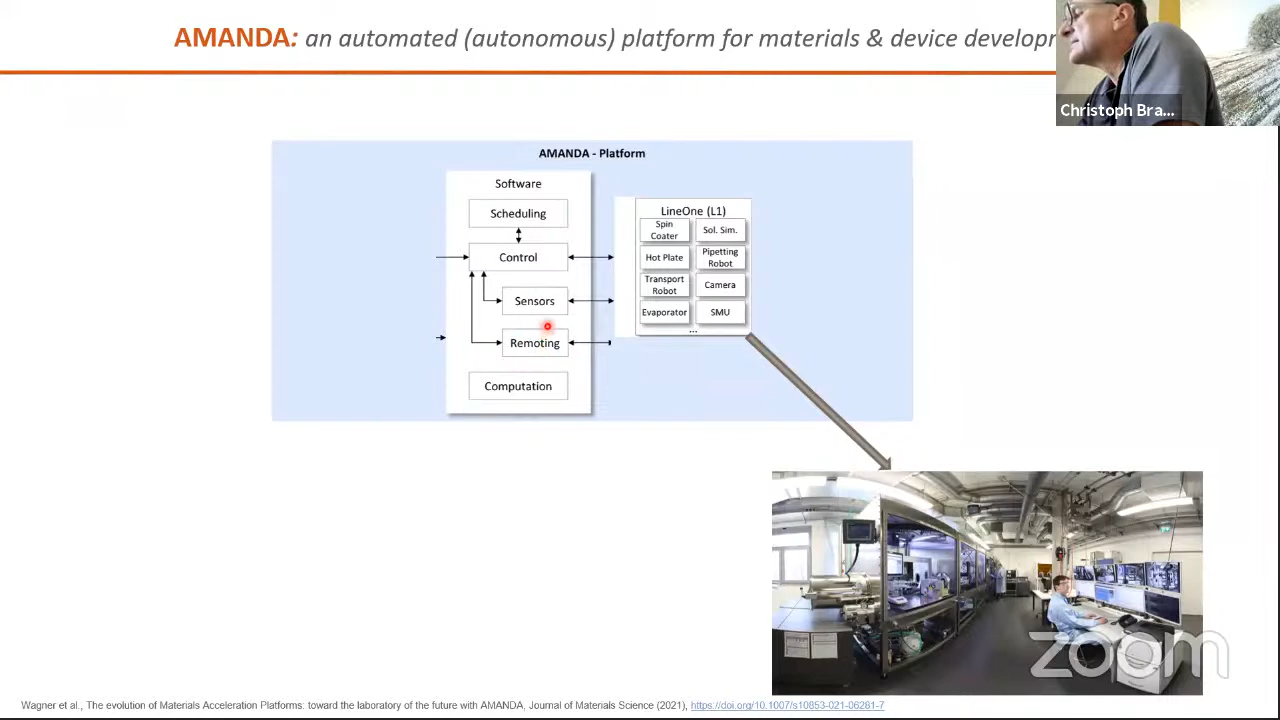 AMANDA: an automated (autonomous) platform for materials & device develop
Christoph Bra...
AMANDA - Platform
Software
Scheduling
Control
Sensors
Remoting
Computation
LineOne (L1)
Spin
Coater
Sol. Sim.
Hot Plate
Pipetting
Robot
Transport
Robot
Camera
Evaporator
SMU
...
zoom
Wagner et al., The evolution of Materials Acceleration Platforms: toward the laboratory of the future with AMANDA, Journal of Materials Science (2021), https://doi.org/10.1007/s10853-021-06281-7